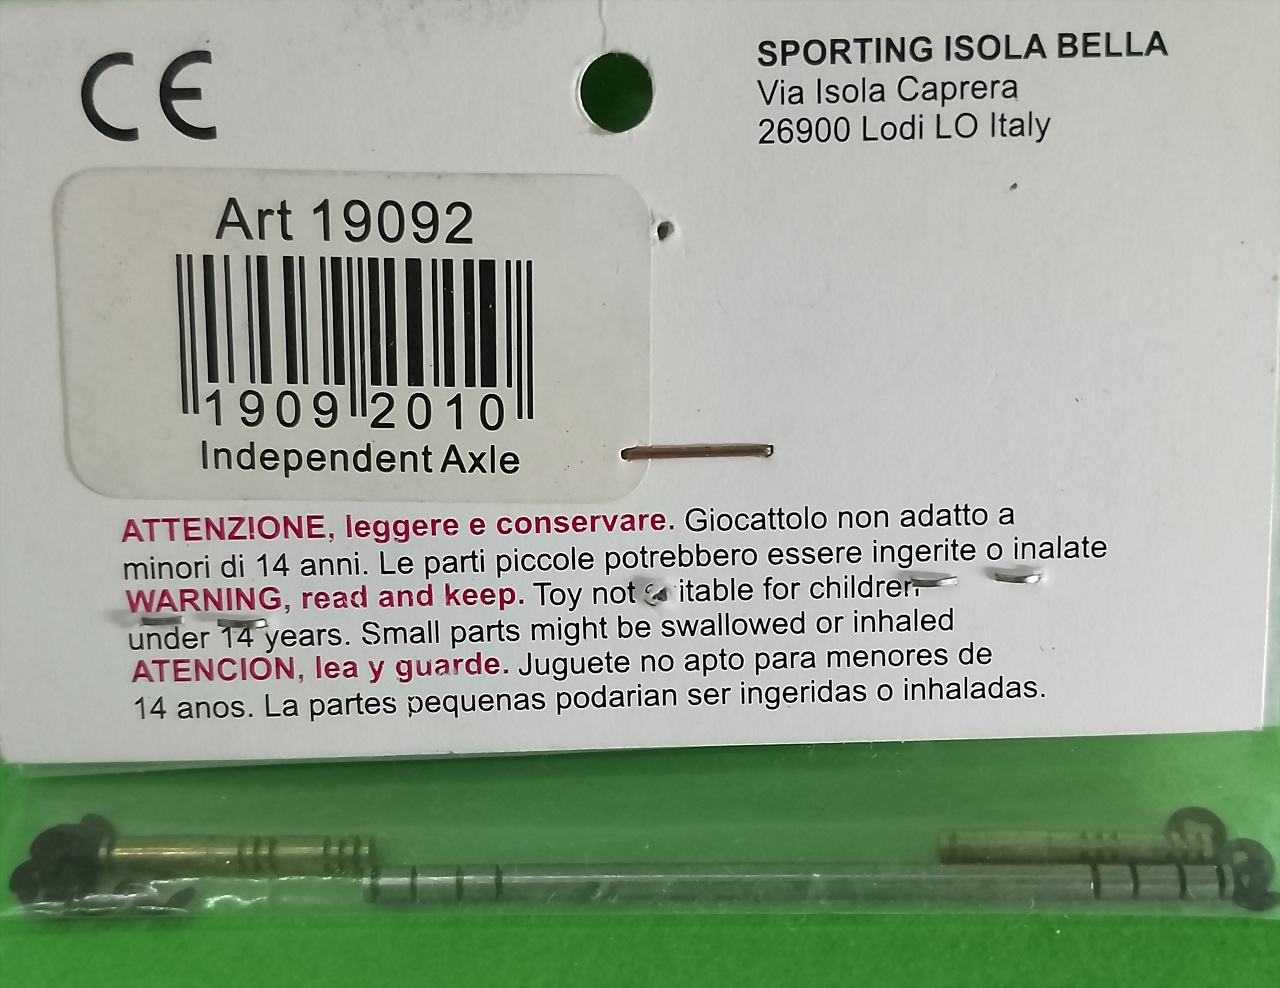 CE
SPORTING ISOLA BELLA
Via Isola Caprera
26900 Lodi LO Italy
Art 19092
1909 2010
Independent Axle
ATTENZIONE, leggere e conservare. Giocattolo non adatto a
minori di 14 anni. Le parti piccole potrebbero essere ingerite o inalate
WARNING, read and keep. Toy not itable for children
under 14 years. Small parts might be swallowed or inhaled
ATENCION, lea y guarde. Juguete no apto para menores de
14 anos. La partes pequenas podarian ser ingeridas o inhaladas.